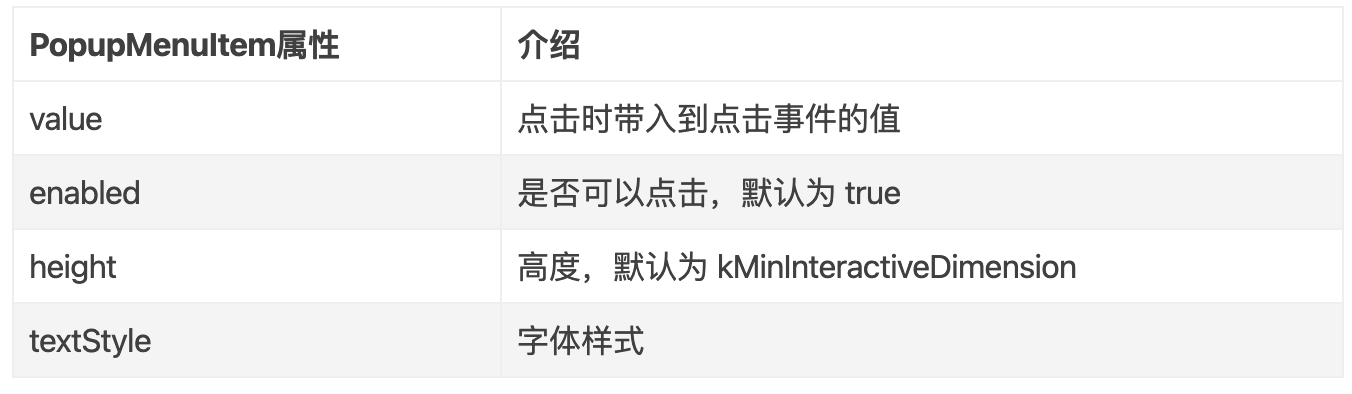 PopupMenuItem属性 介绍
value 点击时带入到点击事件的值
enabled 是否可以点击，默认为 true
height 高度，默认为 kMinInteractiveDimension
textStyle 字体样式